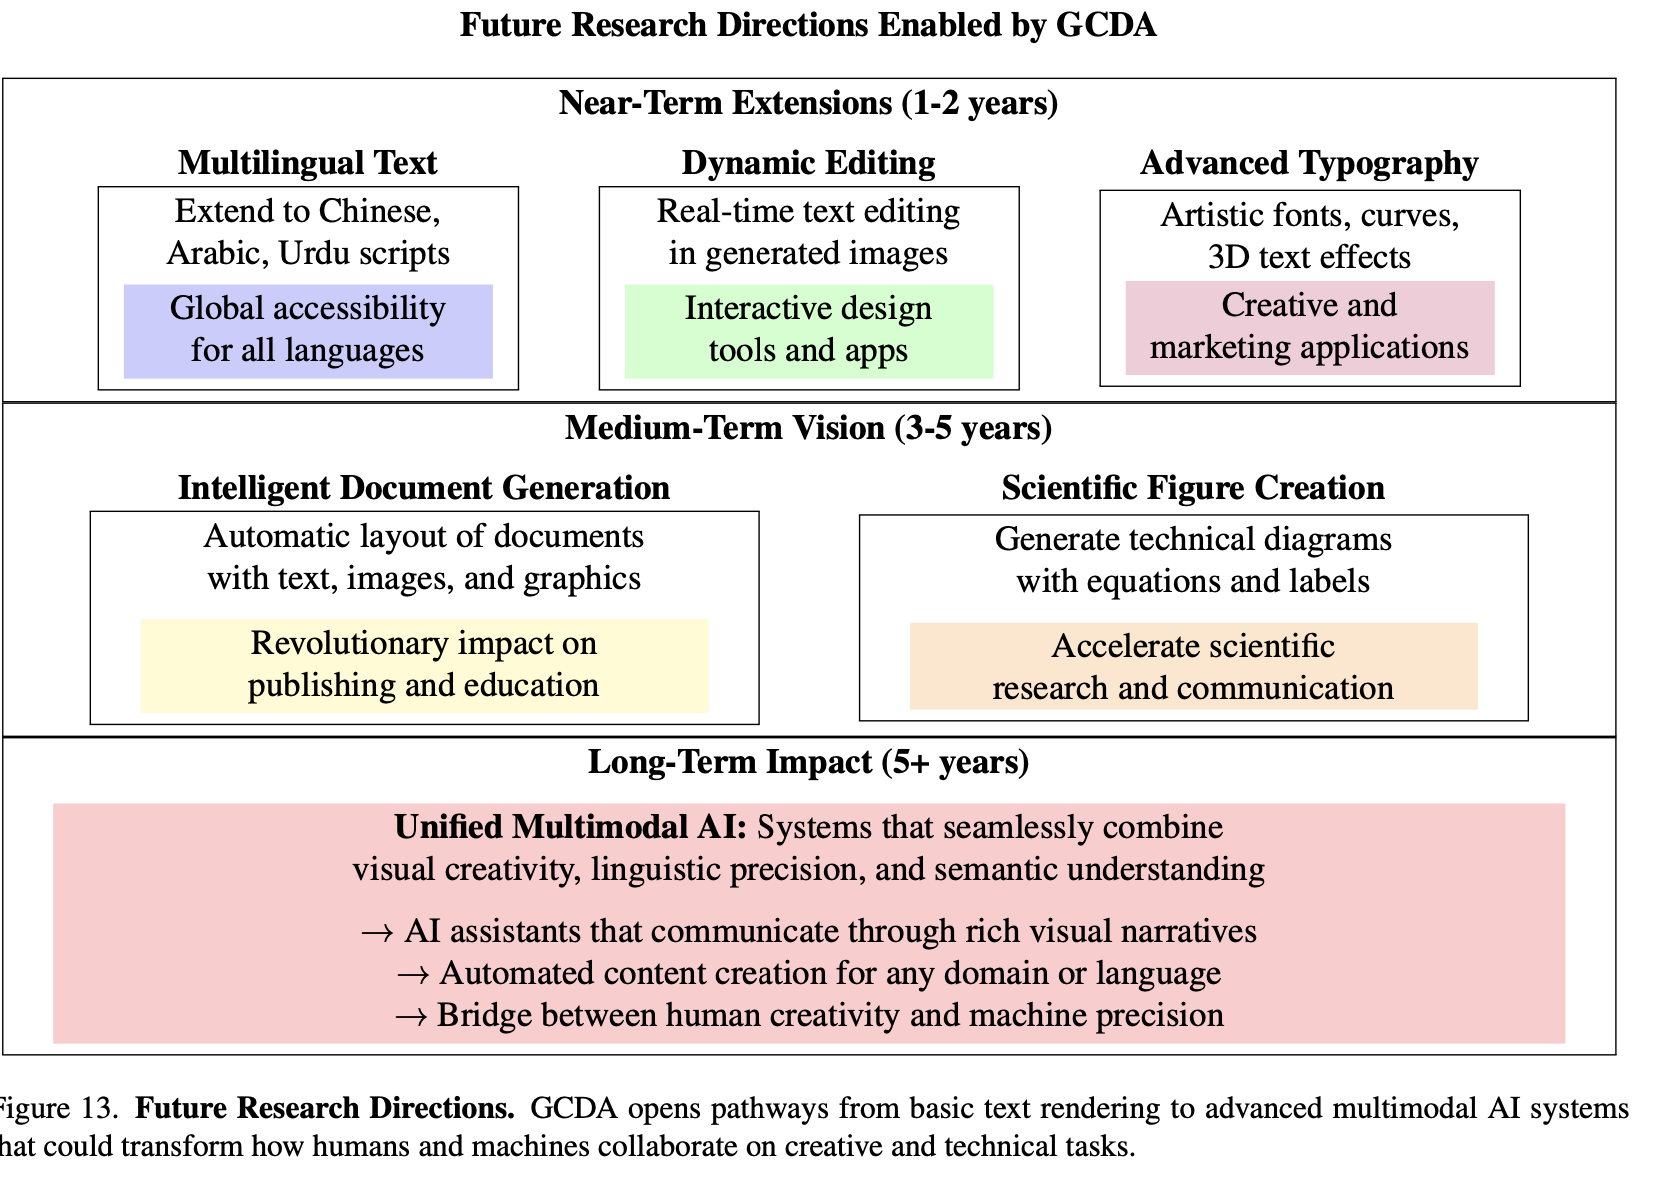 Future Research Directions Enabled by GCDA
Near-Term Extensions (1-2 years)
Multilingual Text
Extend to Chinese,
Arabic, Urdu scripts
Global accessibility
for all languages
Dynamic Editing
Real-time text editing
in generated images
Interactive design
tools and apps
Advanced Typography
Artistic fonts, curves,
3D text effects
Creative and
marketing applications
Medium-Term Vision (3-5 years)
Intelligent Document Generation
Automatic layout of documents
with text, images, and graphics
Revolutionary impact on
publishing and education
Scientific Figure Creation
Generate technical diagrams
with equations and labels
Accelerate scientific
research and communication
Long-Term Impact (5+ years)
Unified Multimodal AI: Systems that seamlessly combine
visual creativity, linguistic precision, and semantic understanding
→ AI assistants that communicate through rich visual narratives
→ Automated content creation for any domain or language
→ Bridge between human creativity and machine precision
Figure 13. Future Research Directions. GCDA opens pathways from basic text rendering to advanced multimodal AI systems
hat could transform how humans and machines collaborate on creative and technical tasks.